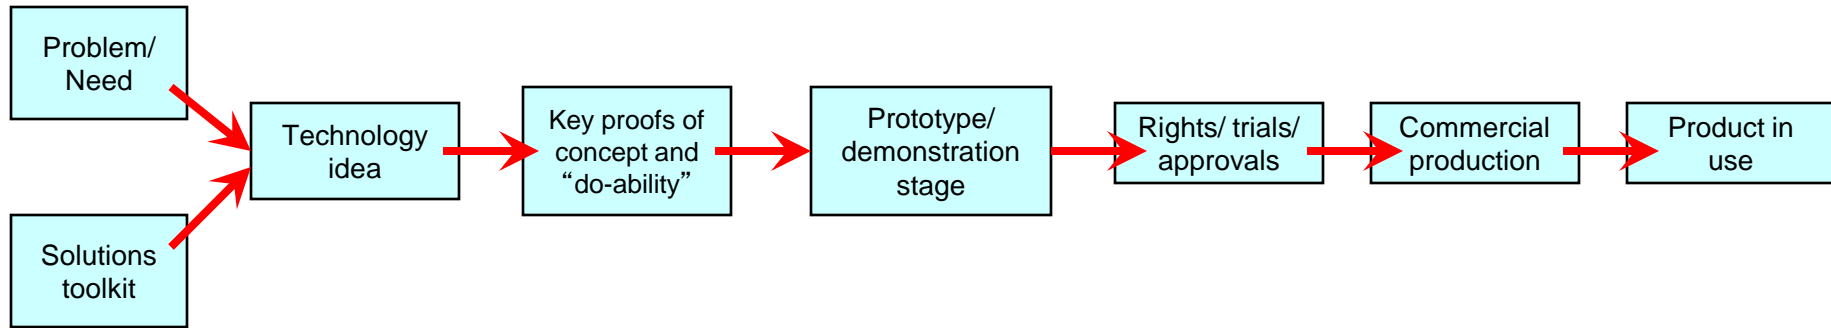 Problem/
Need
Solutions
toolkit
Technology
idea
Key proofs of
concept and
“do-ability”
Prototype/
demonstration
stage
Rights/ trials/
approvals
Commercial
production
Product in
use